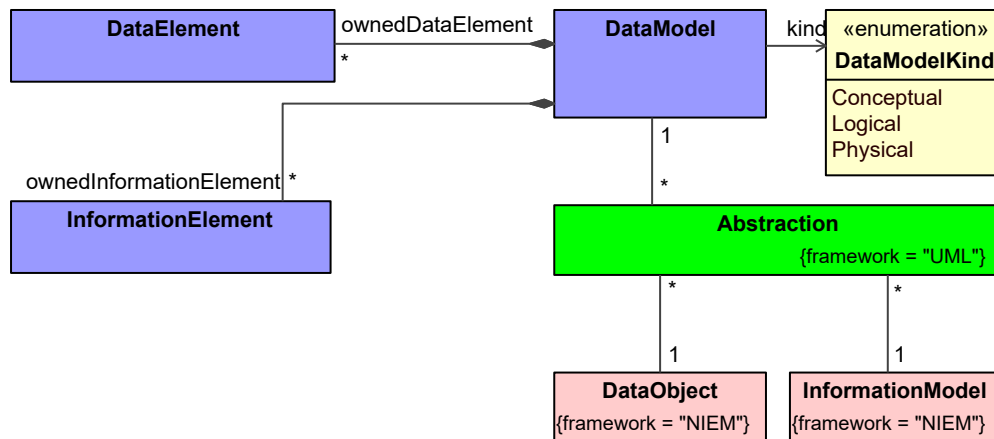 DataElement
ownedDataElement
*
DataModel
kind
«enumeration»
DataModelKind
Conceptual
Logical
Physical
ownedInformationElement
*
InformationElement
1
*
Abstraction
{framework = "UML"}
*
*
1
1
DataObject
{framework = "NIEM"}
InformationModel
{framework = "NIEM"}